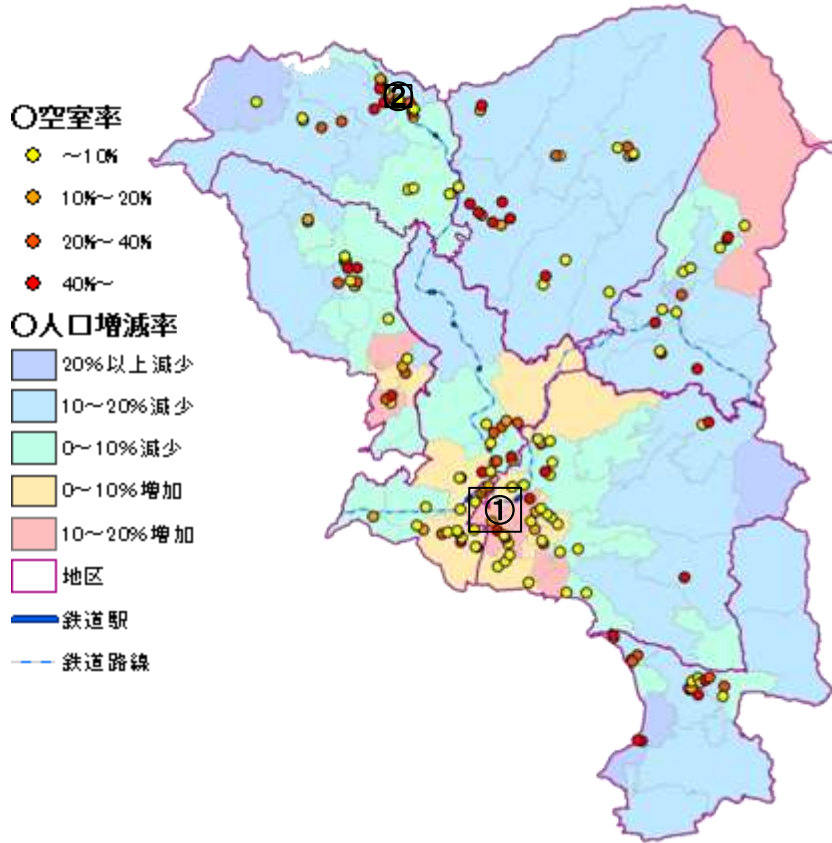 ②
○空室率
～10%
10%～20%
20%～40%
40%～
○人口増減率
20%以上減少
10～20%減少
0～10%減少
0～10%増加
10～20%増加
地区
鉄道駅
鉄道路線
①